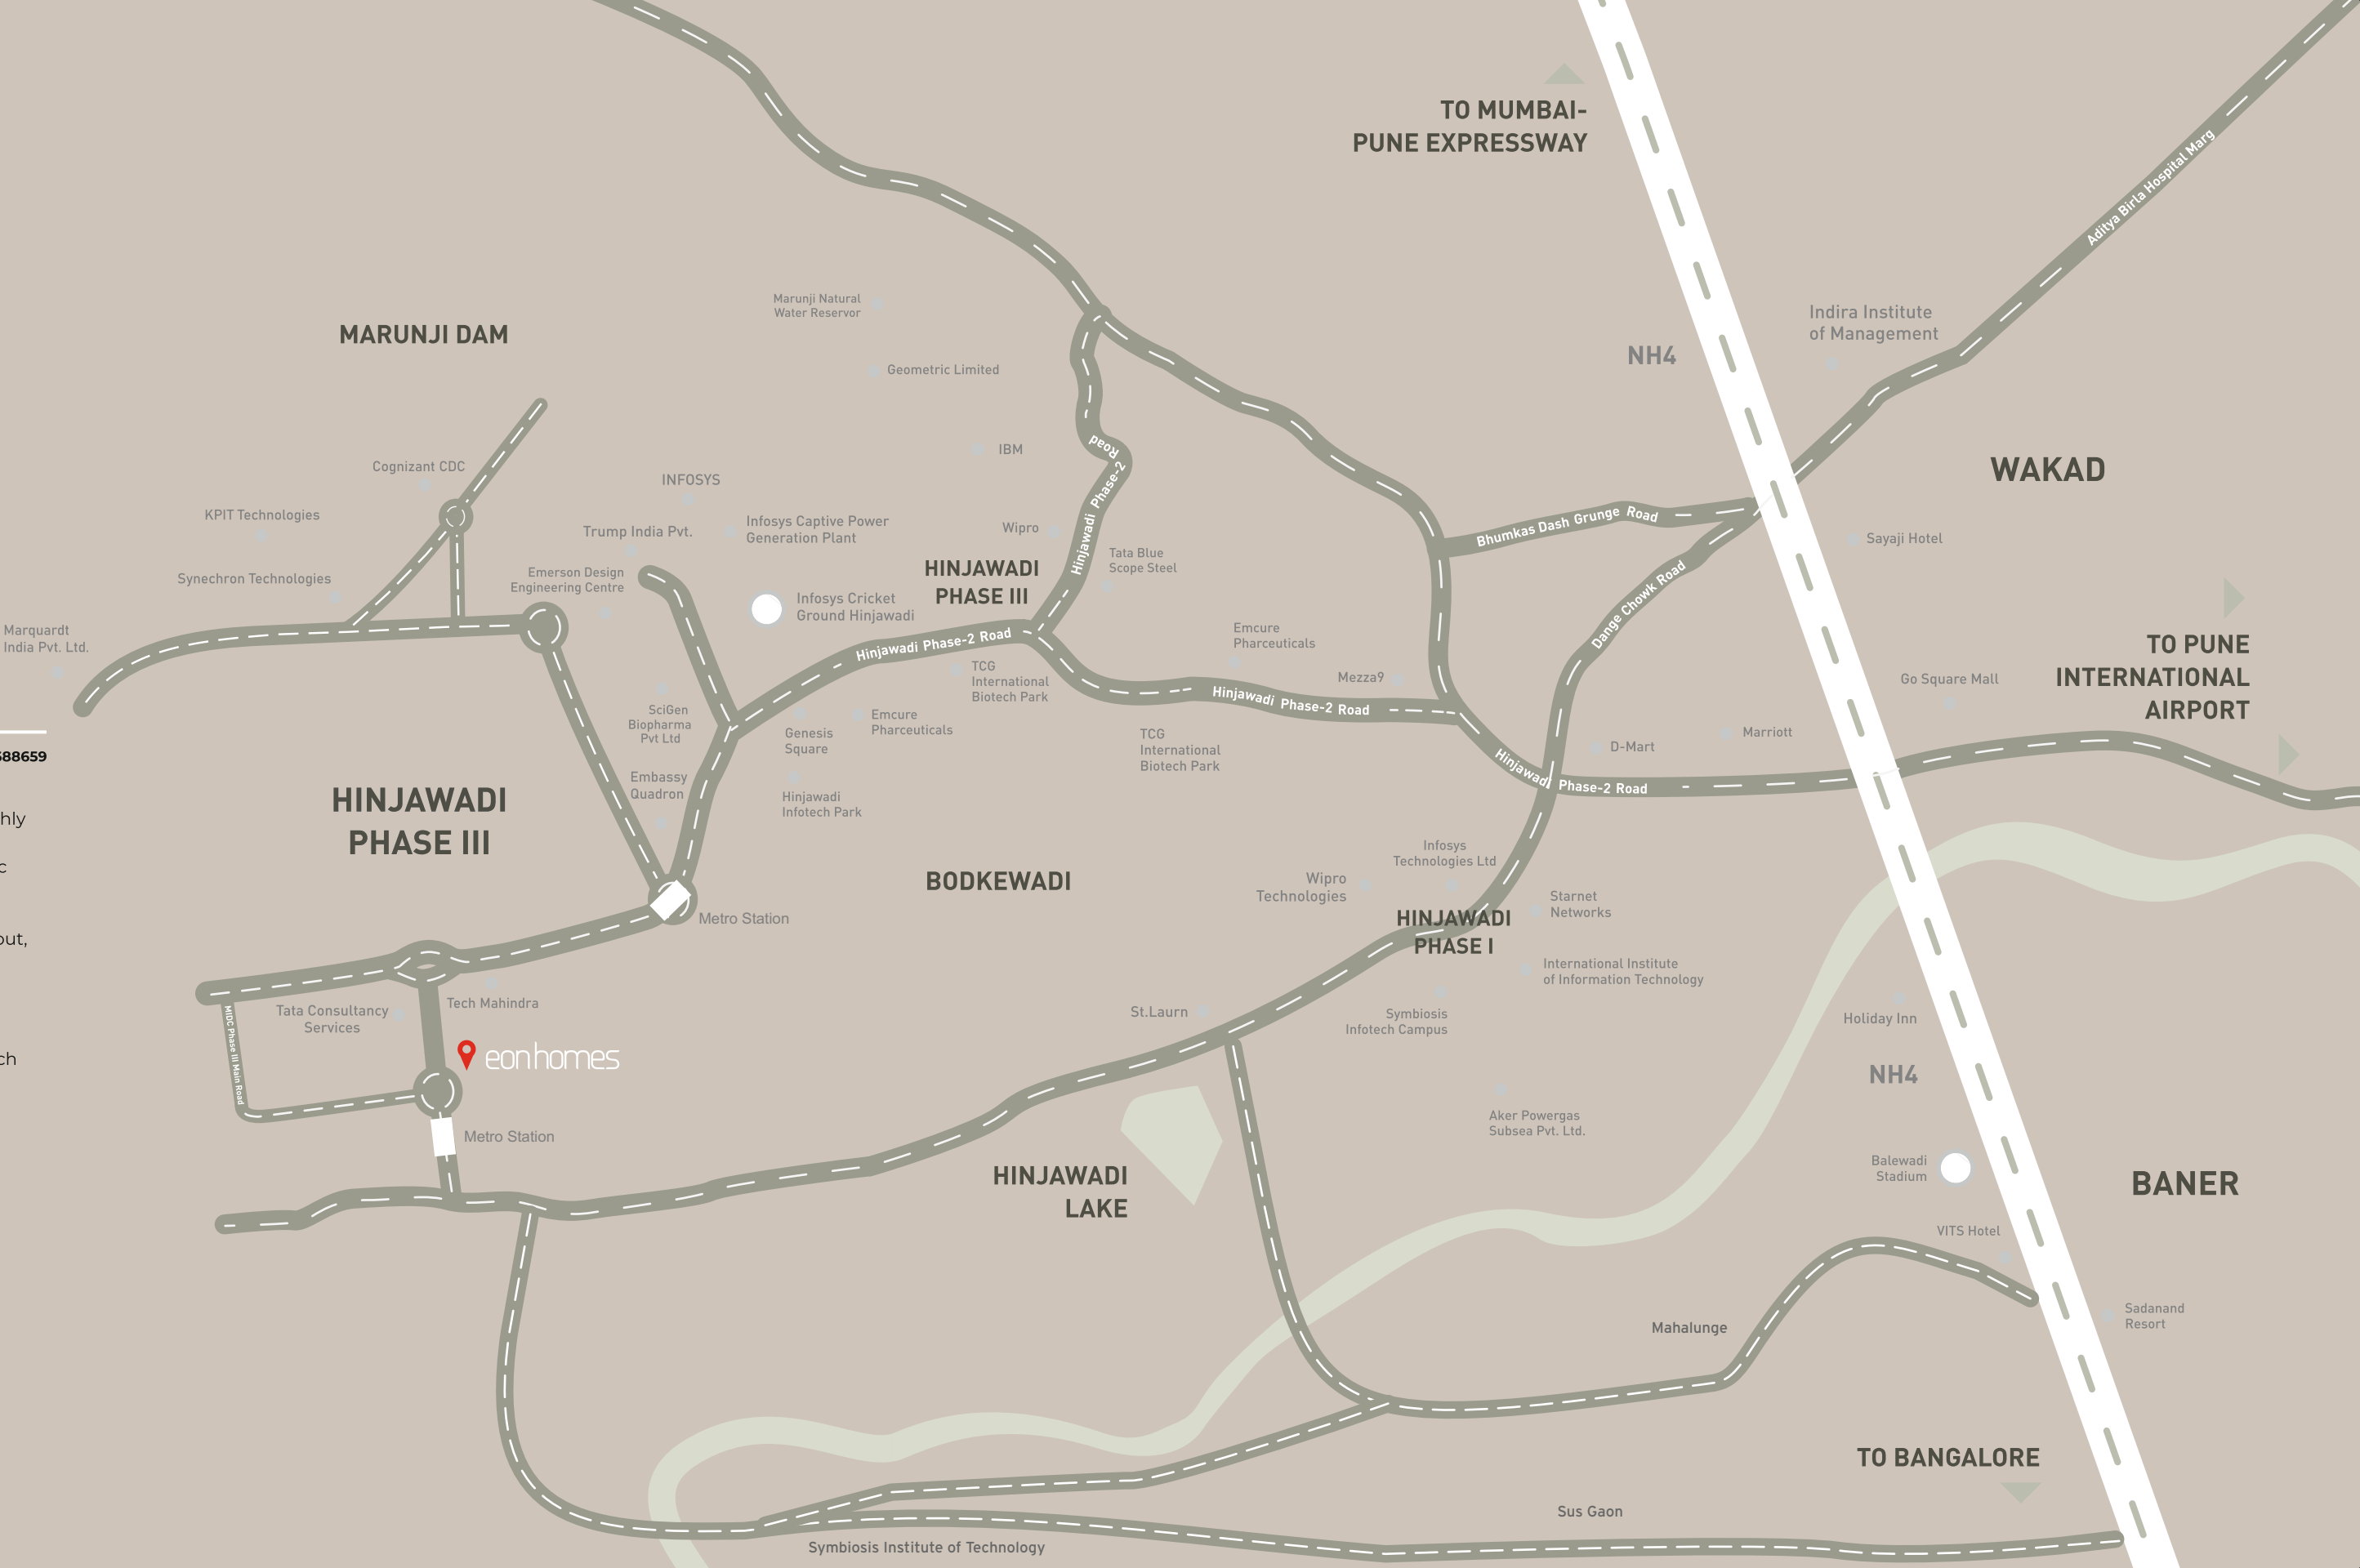 TO MUMBAI-
PUNE EXPRESSWAY
Aditya Birla Hospital Marg
Marunji Natural
Water Reservor
MARUNJI DAM
Indira Institute
of Management
NH4
Geometric Limited
Road
IBM
Cognizant CDC
INFOSYS
WAKAD
KPIT Technologies
Trump India Pvt.
Infosys Captive Power
Generation Plant
Wipro
Hinjawadi Phase-2
Bhumkas Dash Grunge Road
Sayaji Hotel
Tata Blue
Scope Steel
HINJAWADI
PHASE III
Synechron Technologies
Emerson Design
Engineering Centre
Infosys Cricket
Ground Hinjawadi
Dange Chowk Road
Marquardt
India Pvt. Ltd.
Hinjawadi Phase-2 Road
Emcure
Pharceuticals
TO PUNE
INTERNATIONAL
AIRPORT
TCG
International
Biotech Park
Mezza9
Go Square Mall
Hinjawadi Phase-2 Road
SciGen
Biopharma
Pvt Ltd
Genesis
Square
Emcure
Pharceuticals
TCG
International
Biotech Park
D-Mart
Marriott
588659
Hinjawadi Phase-2 Road
Embassy
Quadron
Hinjawadi
Infotech Park
HINJAWADI
PHASE III
hly
c
out,
ch
BODKEWADI
Infosys
Technologies Ltd
Wipro
Technologies
Starnet
Networks
Metro Station
HINJAWADI
PHASE I
International Institute
of Information Technology
Tech Mahindra
Tata Consultancy
Services
MIDC Phase III Main Road
St.Laurn
Symbiosis
Infotech Campus
Holiday Inn
eonhomes
NH4
Aker Powergas
Subsea Pvt. Ltd.
Metro Station
HINJAWADI
LAKE
Balewadi
Stadium
BANER
VITS Hotel
Mahalunge
Sadanand
Resort
TO BANGALORE
Sus Gaon
Symbiosis Institute of Technology